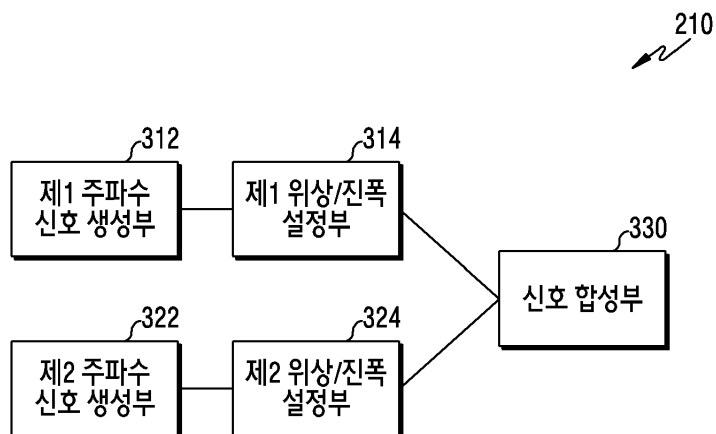 210
312
제1 주파수
신호 생성부
314
제1 위상/진폭
설정부
330
신호 합성부
322
제2 주파수
신호 생성부
324
제2 위상/진폭
설정부